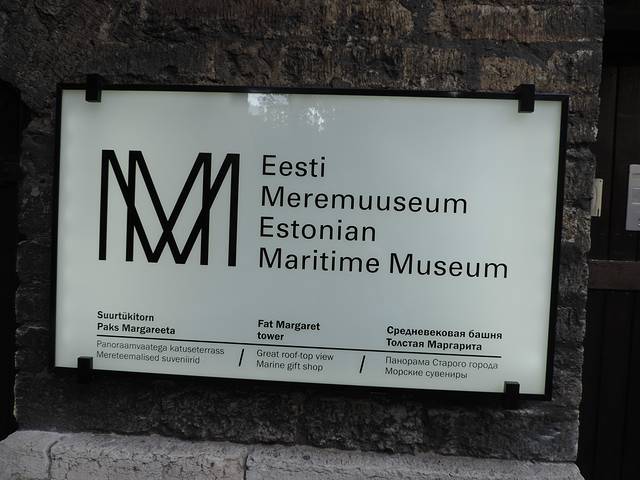 MM
Eesti
Meremuuseum
Estonian
Maritime Museum
Suurtükitorn
Paks Margareeta
Panoraamvaatega katuseterrass
Mereteemalised suveniirid
Fat Margaret
tower
Great roof-top view
Marine gift shop
Средневековая башня
Толстая Маргарита
Панорама Старого города
Морские сувениры